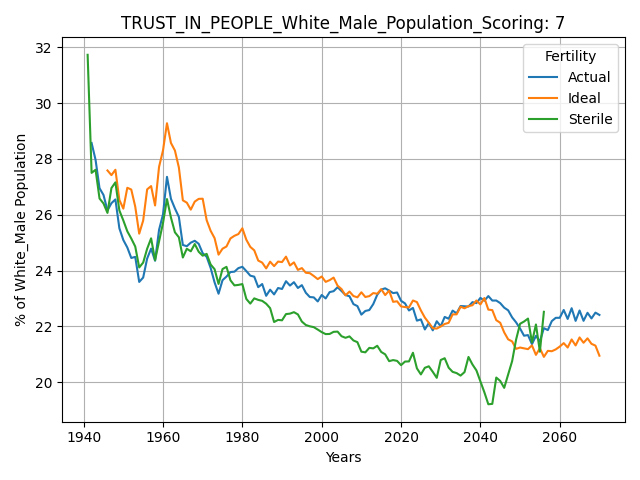 TRUST_IN_PEOPLE_White_Male_Population_Scoring: 7
Fertility
Actual
Ideal
Sterile
% of White_Male Population
32
30
28
26
24
22
20
1940
1960
1980
2000
2020
2040
2060
Years